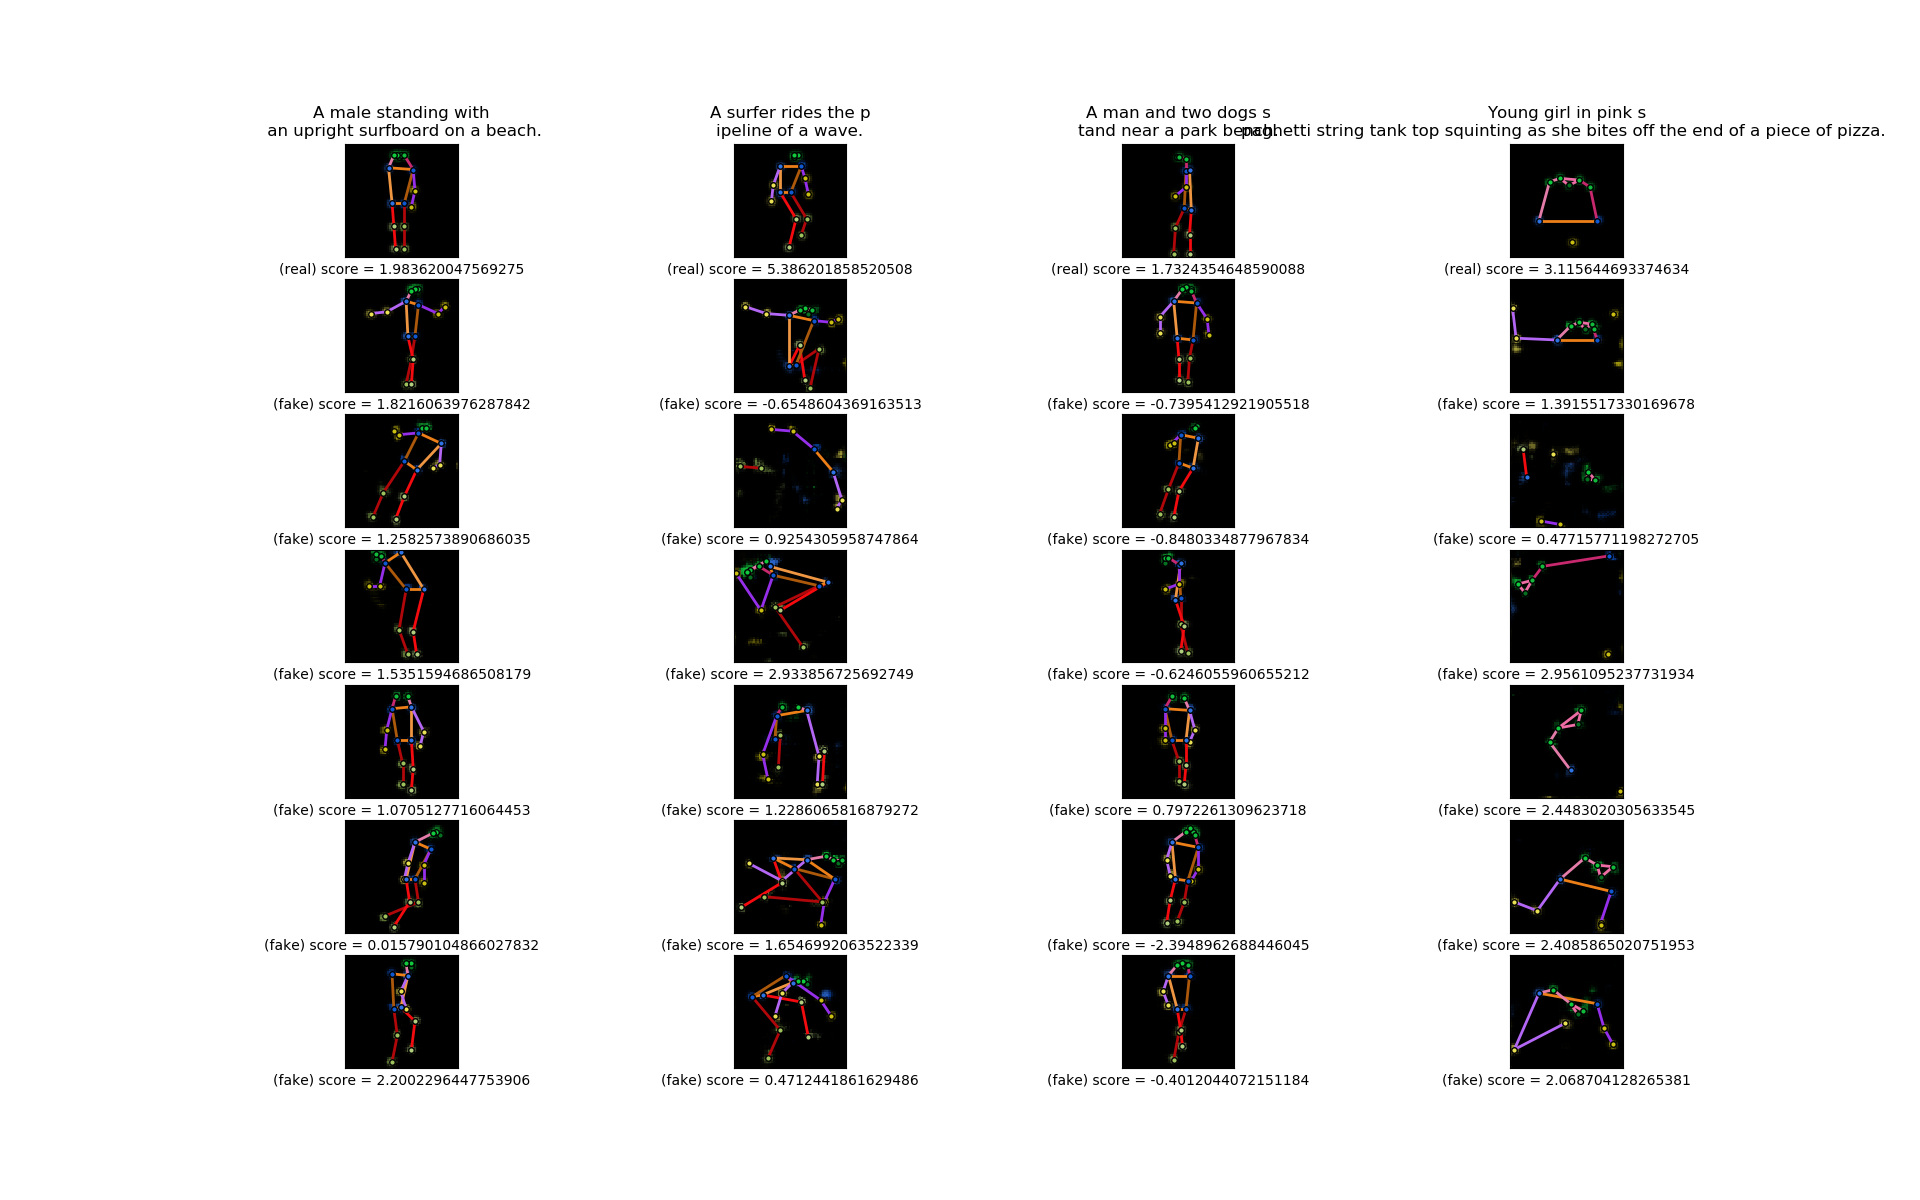 A male standing with
an upright surfboard on a beach.
A surfer rides the p
ipeline of a wave.
A man and two dogs s
tand near a park bench.
Young girl in pink s
paghetti string tank top squinting as she bites off the end of a piece of pizza.
(real) score = 1.983620047569275
(real) score = 5.386201858520508
(real) score = 1.7324354648590088
(real) score = 3.115644693374634
(fake) score = 1.8216063976287842
(fake) score = -0.6548604369163513
(fake) score = -0.7395412921905518
(fake) score = 1.3915517330169678
(fake) score = 1.2582573890686035
(fake) score = 0.9254305958747864
(fake) score = -0.8480334877967834
(fake) score = 0.47715771198272705
(fake) score = 1.5351594686508179
(fake) score = 2.933856725692749
(fake) score = -0.6246055960655212
(fake) score = 2.9561095237731934
(fake) score = 1.0705127716064453
(fake) score = 1.2286065816879272
(fake) score = 0.7972261309623718
(fake) score = 2.4483020305633545
(fake) score = 0.015790104866027832
(fake) score = 1.6546992063522339
(fake) score = -2.3948962688446045
(fake) score = 2.4085865020751953
(fake) score = 2.2002296447753906
(fake) score = 0.4712441861629486
(fake) score = -0.4012044072151184
(fake) score = 2.068704128265381